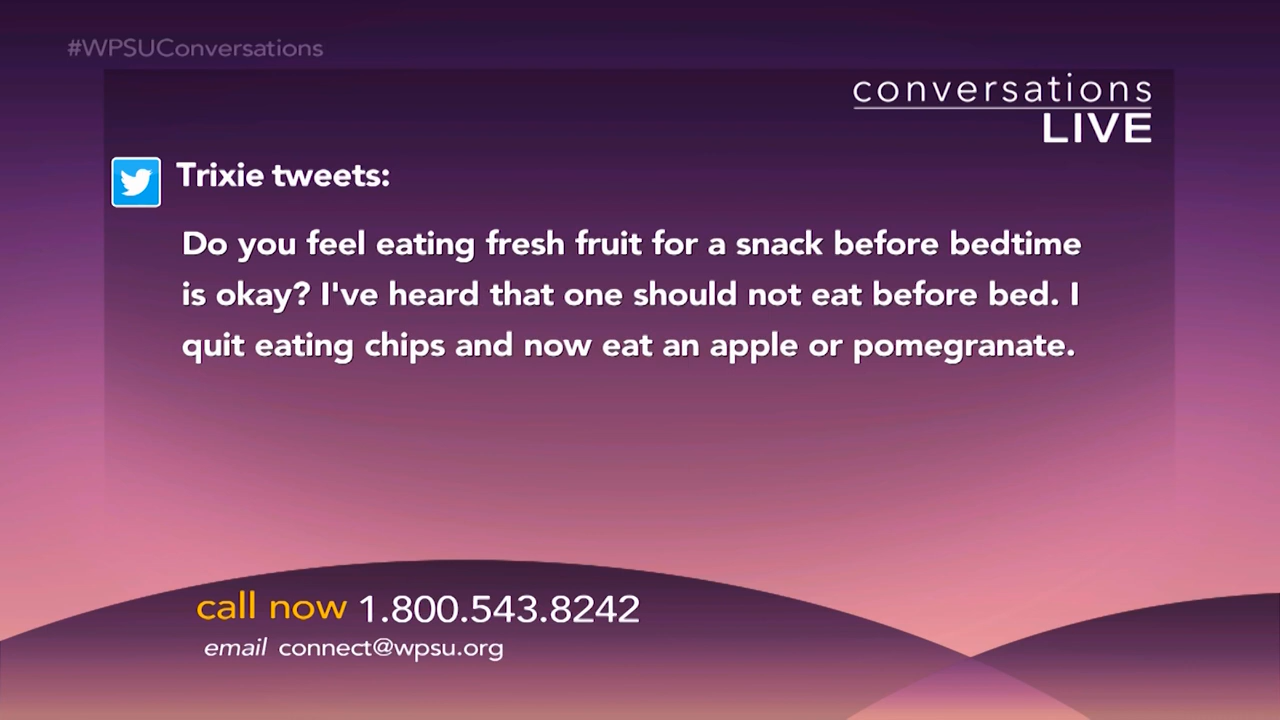 #WPSUConversations
conversations
LIVE
Trixie tweets:
Do you feel eating fresh fruit for a snack before bedtime
is okay? I've heard that one should not eat before bed. I
quit eating chips and now eat an apple or pomegranate.
call now 1.800.543.8242
email connect@wpsu.org